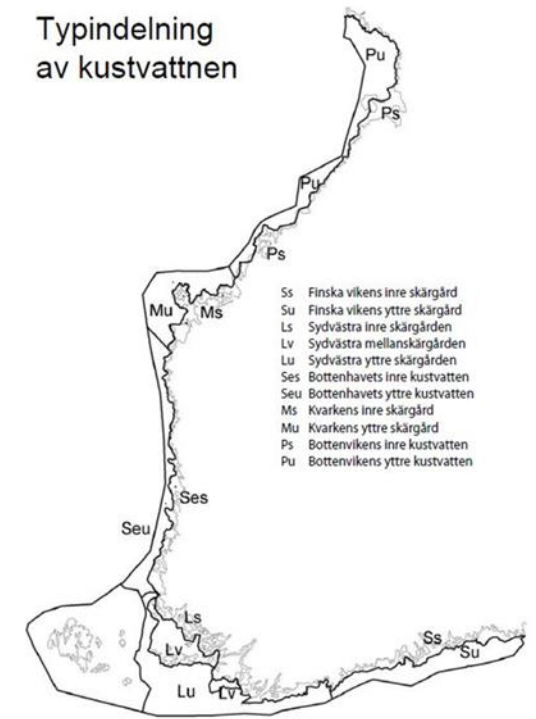 Typindelning
av kustvattnen
Pu
Ps
Pu
Ps
Mu
Ms
Ss Finska vikens inre skärgård
Su Finska vikens yttre skärgård
Ls Sydvästra inre skärgården
Lv Sydvästra mellanskärgården
Lu Sydvästra yttre skärgården
Ses Bottenhavets inre kustvatten
Seu Bottenhavets yttre kustvatten
Ms Kvarkens inre skärgård
Mu Kvarkens yttre skärgård
Ps Bottenvikens inre kustvatten
Pu Bottenvikens yttre kustvatten
Ses
Seu
Ls
Lv
Ss
Su
Lu
Lv